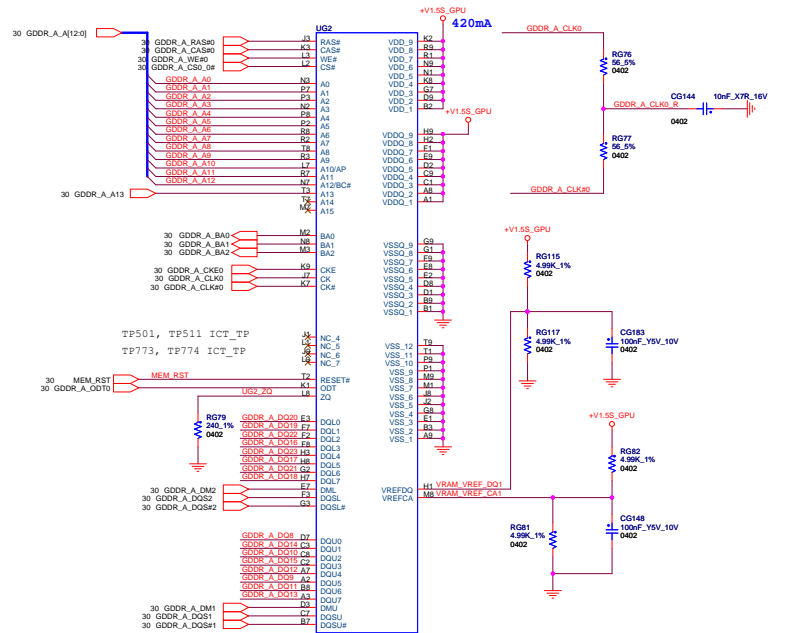 +V1.5S_GPU
420mA
UG2
30 GDDR_A_A[12:0]
30 GDDR_A_RAS#0 J3 RAS# VDD_9 K2
30 GDDR_A_CAS#0 K3 CAS# VDD_8 R9
30 GDDR_A_WE#0 L3 WE# VDD_7 R1
30 GDDR_A_CS0_0# L2 CS# VDD_6 N9
VDD_5 N1
GDDR_A_A0 N3 A0 VDD_4 K8
GDDR_A_A1 P7 A1 VDD_3 G7
GDDR_A_A2 P3 A2 VDD_2 D9
GDDR_A_A3 N2 A3 VDD_1 B2
GDDR_A_A4 P8 A4 +V1.5S_GPU
GDDR_A_A5 P2 A5
GDDR_A_A6 R8 A6 VDDQ_9 H9
GDDR_A_A7 R2 A7 VDDQ_8 H2
GDDR_A_A8 T8 A8 VDDQ_7 F1
GDDR_A_A9 R3 A9 VDDQ_6 E9
GDDR_A_A10 L7 A10/AP VDDQ_5 D2
GDDR_A_A11 R7 A11 VDDQ_4 C9
GDDR_A_A12 N7 A12/BC# VDDQ_3 C1
30 GDDR_A_A13 T3 A13 VDDQ_2 A8
A14 VDDQ_1 A1
A15
30 GDDR_A_BA0 M2 BA0 VSSQ_9 G9
30 GDDR_A_BA1 N8 BA1 VSSQ_8 G1
30 GDDR_A_BA2 M3 BA2 VSSQ_7 F9
VSSQ_6 E8
30 GDDR_A_CKE0 K9 CKE VSSQ_5 E2
30 GDDR_A_CLK0 J7 CK VSSQ_4 D8
30 GDDR_A_CLK#0 K7 CK# VSSQ_3 D1
VSSQ_2 B9
VSSQ_1 B1
TP501, TP511 ICT_TP
NC_4
NC_5 VSS_12 T9
TP773, TP774 ICT_TP
NC_6 VSS_11 T1
NC_7 VSS_10 P9
VSS_9 P1
30 MEM_RST MEM_RST T2 RESET# VSS_8 M9
30 GDDR_A_ODT0 K1 ODT VSS_7 M1
UG2_ZQ L8 ZQ VSS_6 J8
VSS_5 J2
VSS_4 G8
VSS_3 E1
VSS_2 B3
VSS_1 A9
RG79
240_1%
0402
GDDR_A_DQ20 E3 DQL0
GDDR_A_DQ19 F7 DQL1
GDDR_A_DQ22 F2 DQL2
GDDR_A_DQ16 F8 DQL3
GDDR_A_DQ23 H3 DQL4
GDDR_A_DQ17 H8 DQL5
GDDR_A_DQ21 G2 DQL6
GDDR_A_DQ18 H7 DQL7
30 GDDR_A_DM2 E7 DML VREFDQ H1 VRAM_VREF_DQ1
30 GDDR_A_DQS2 F3 DQSL VREFCA M8 VRAM_VREF_CA1
30 GDDR_A_DQS#2 G3 DQSL#
GDDR_A_DQ8 D7 DQU0
GDDR_A_DQ14 C3 DQU1
GDDR_A_DQ10 C8 DQU2
GDDR_A_DQ15 C2 DQU3
GDDR_A_DQ12 A7 DQU4
GDDR_A_DQ9 A2 DQU5
GDDR_A_DQ11 B8 DQU6
GDDR_A_DQ13 A3 DQU7
30 GDDR_A_DM1 D3 DMU
30 GDDR_A_DQS1 C7 DQSU
30 GDDR_A_DQS#1 B7 DQSU#
GDDR_A_CLK0
RG76
56_5%
0402
CG144 10nF_X7R_16V
GDDR_A_CLK0_R
0402
RG77
56_5%
0402
GDDR_A_CLK#0
+V1.5S_GPU
RG115
4.99K_1%
0402
RG117
4.99K_1%
0402
CG183
100nF_Y5V_10V
0402
+V1.5S_GPU
RG82
4.99K_1%
0402
RG81
4.99K_1%
0402
CG148
100nF_Y5V_10V
0402